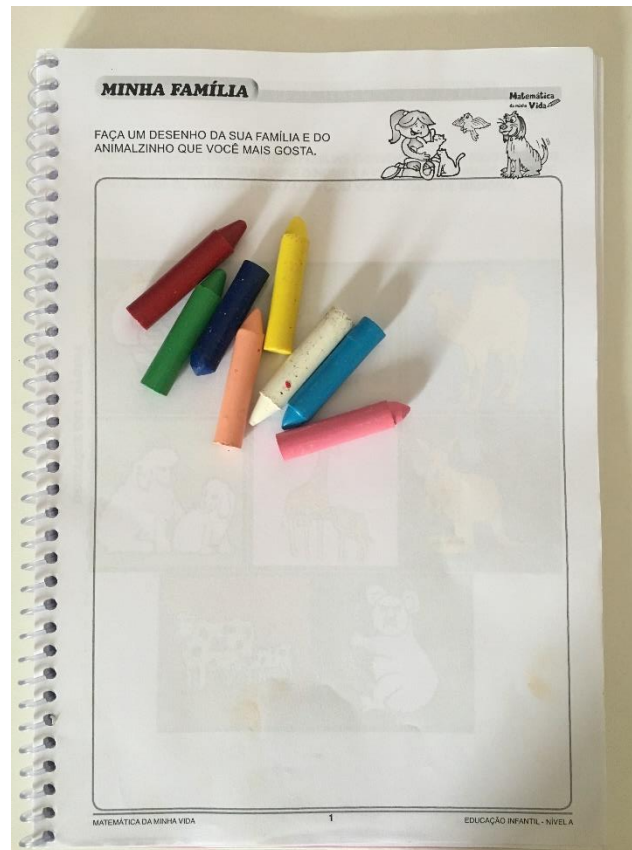 MINHA FAMÍLIA
Matemática
da minha Vida
FAÇA UM DESENHO DA SUA FAMÍLIA E DO
ANIMALZINHO QUE VOCÊ MAIS GOSTA.
MATEMÁTICA DA MINHA VIDA
1
EDUCAÇÃO INFANTIL - NÍVEL A